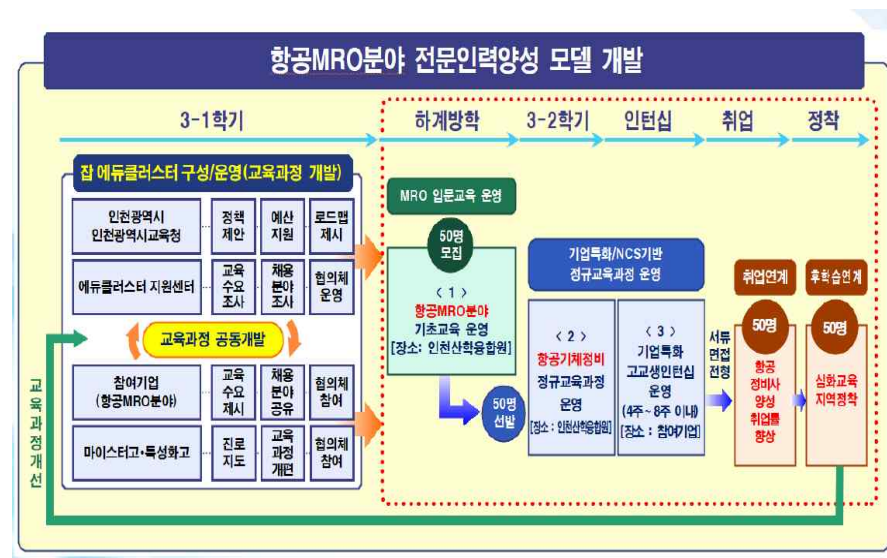 항공MRO분야 전문인력양성 모델 개발
3-1학기
하계방학
3-2학기
인턴십
취업
정착
잡 에듀클러스터 구성/운영(교육과정 개발)
인천광역시
인천광역시교육청
정책
제안
예산
지원
로드맵
제시
에듀클러스터 지원센터
교육
수요
조사
채용
분야
조사
협의체
운영
교육과정 공동개발
참여기업
(항공MRO분야)
교육
수요
제시
채용
분야
공유
협의체
참여
마이스터고·특성화고
진로
지도
교육
과정
개편
협의체
참여
교육과정개선
MRO 입문교육 운영
50명
모집
< 1 >
항공MRO분야
기초교육 운영
[장소: 인천산학융합원]
50명
선발
기업특화/NCS기반
정규교육과정 운영
< 2 >
항공기체정비
정규교육과정
운영
[장소 : 인천산학융합원]
< 3 >
기업특화
고교생인턴십
운영
(4주~8주 이내)
[장소 : 참여기업]
서류
면접
전형
취업연계
50명
항공
정비사
양성
취업률
향상
후학습연계
50명
심화교육
지역정착